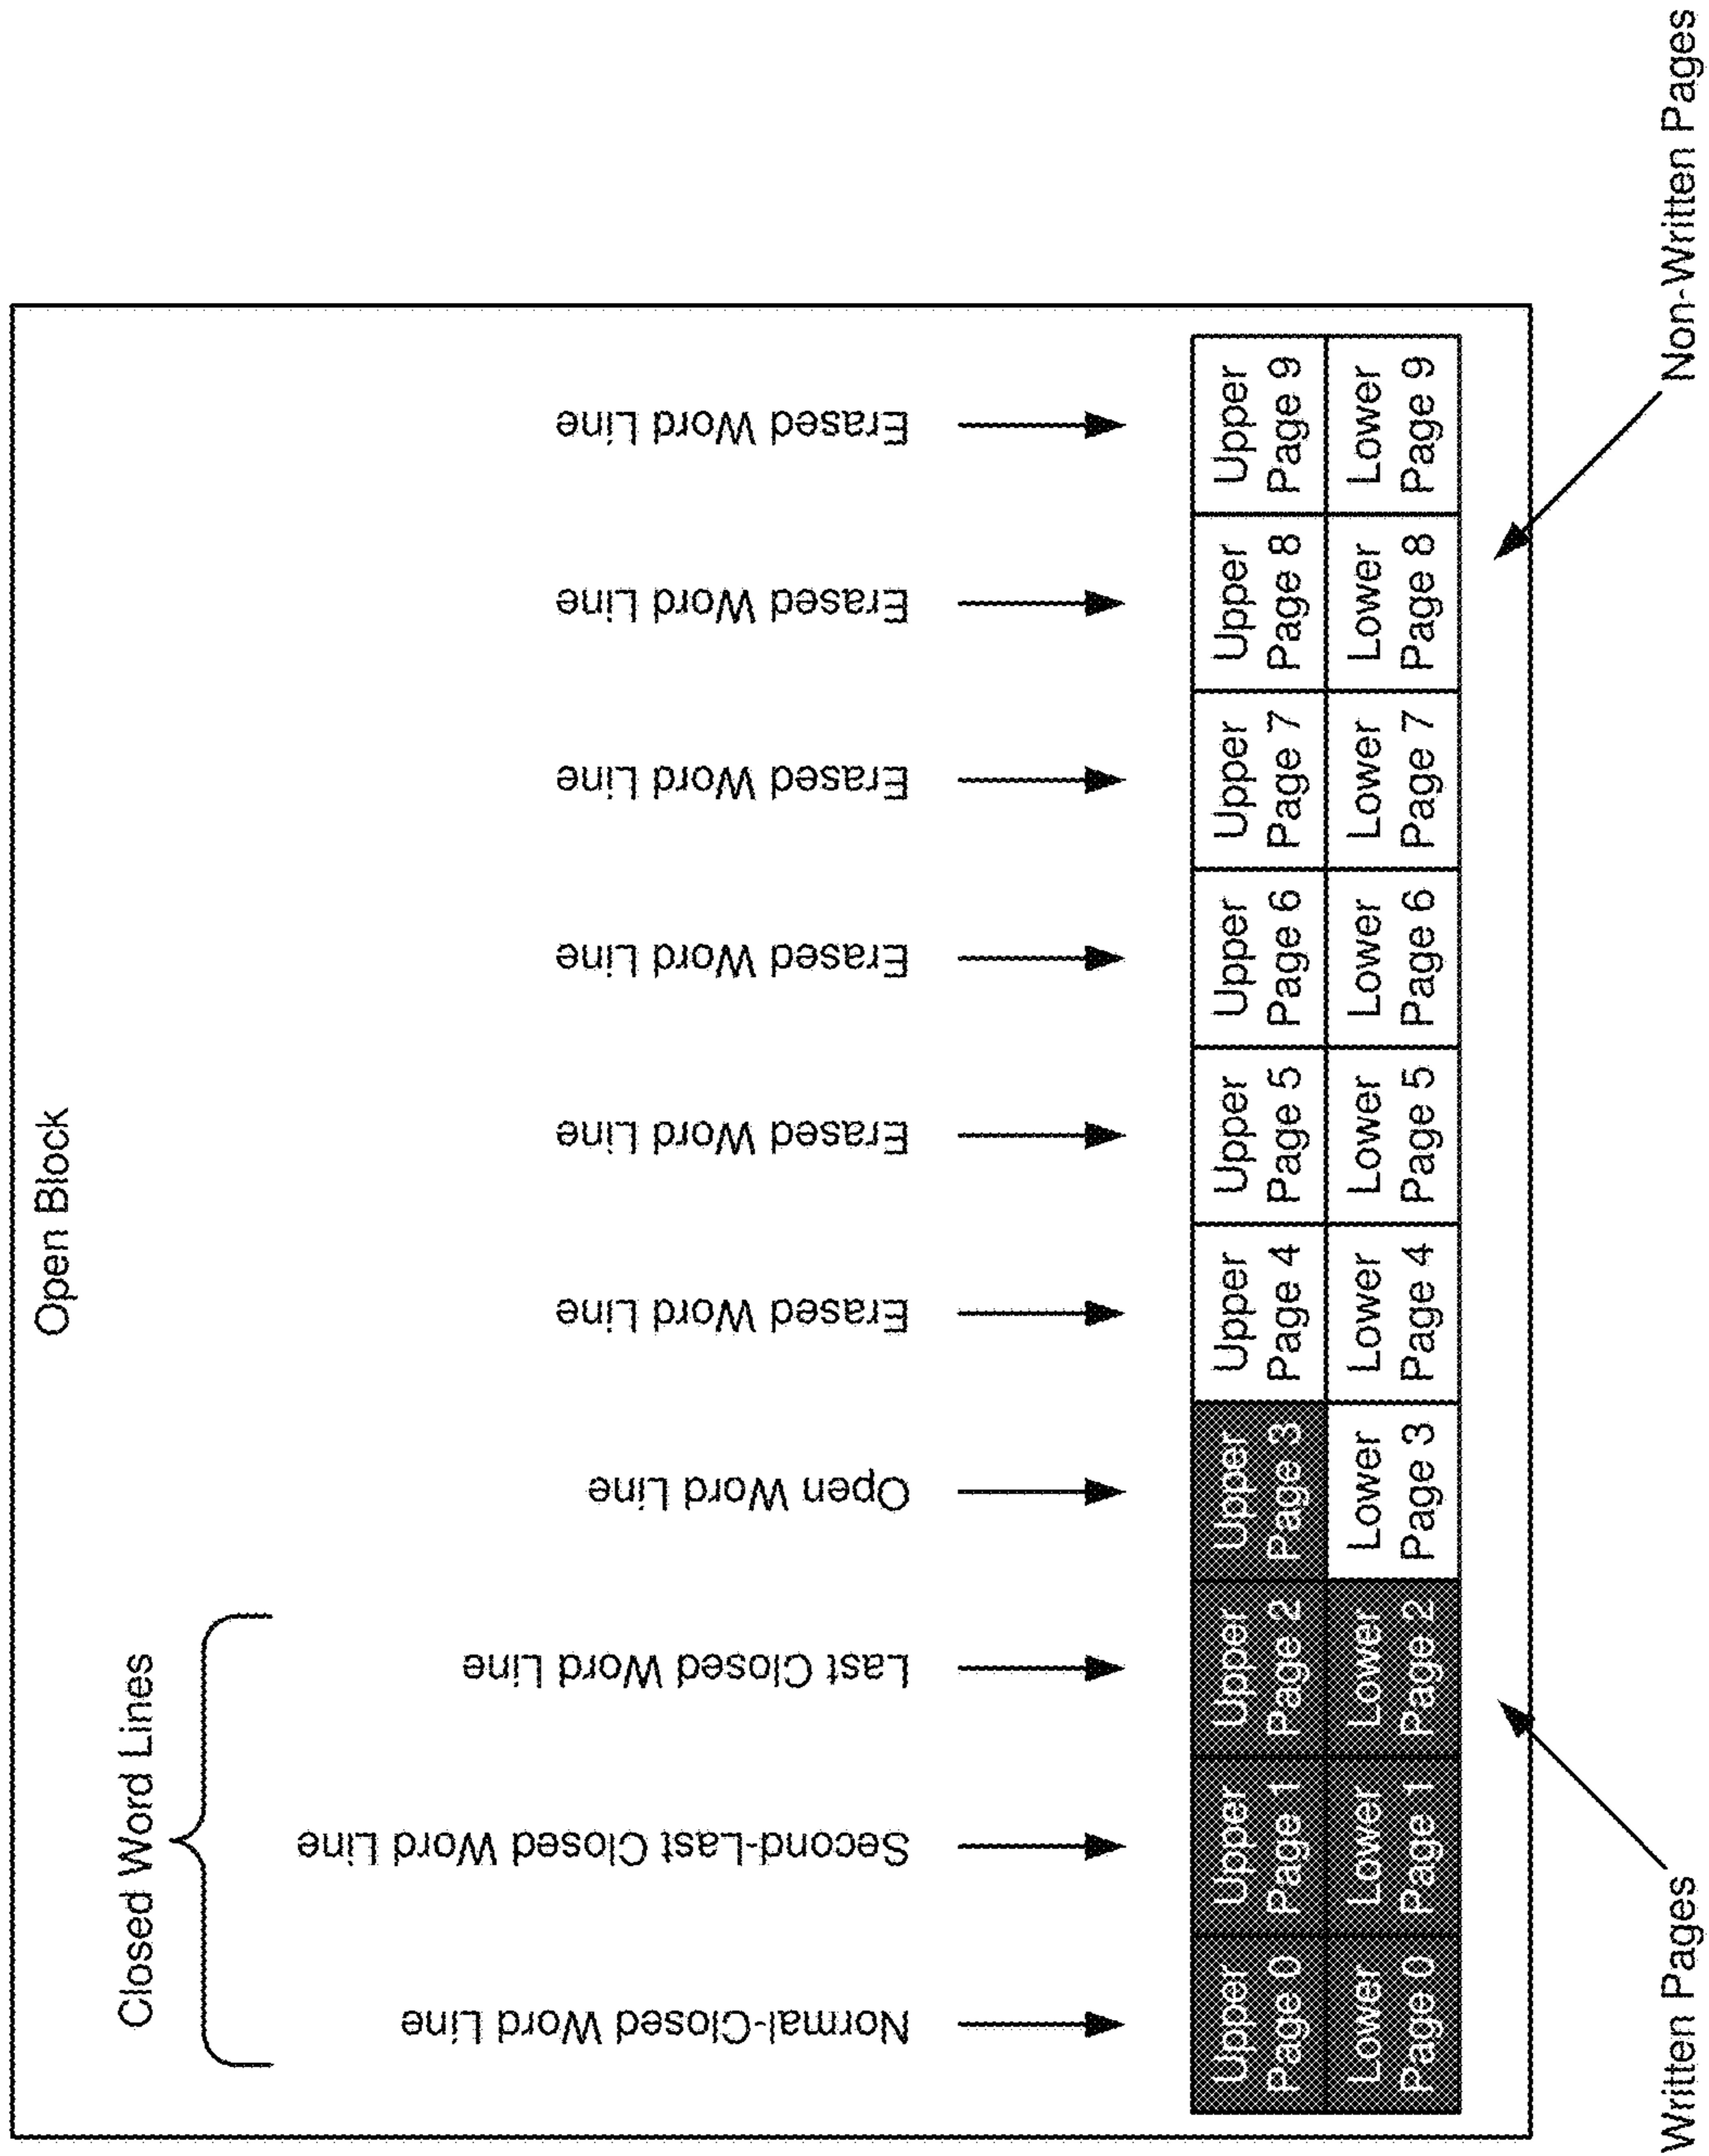 Open Block
Closed Word Lines
Normal-Closed Word Line
Second-Last Closed Word Line
Last Closed Word Line
Open Word Line
Erased Word Line
Erased Word Line
Erased Word Line
Erased Word Line
Erased Word Line
Erased Word Line
Upper
Page 0
Upper
Page 1
Upper
Page 2
Upper
Page 3
Upper
Page 4
Upper
Page 5
Upper
Page 6
Upper
Page 7
Upper
Page 8
Upper
Page 9
Lower
Page 0
Lower
Page 1
Lower
Page 2
Lower
Page 3
Lower
Page 4
Lower
Page 5
Lower
Page 6
Lower
Page 7
Lower
Page 8
Lower
Page 9
Written Pages
Non-Written Pages